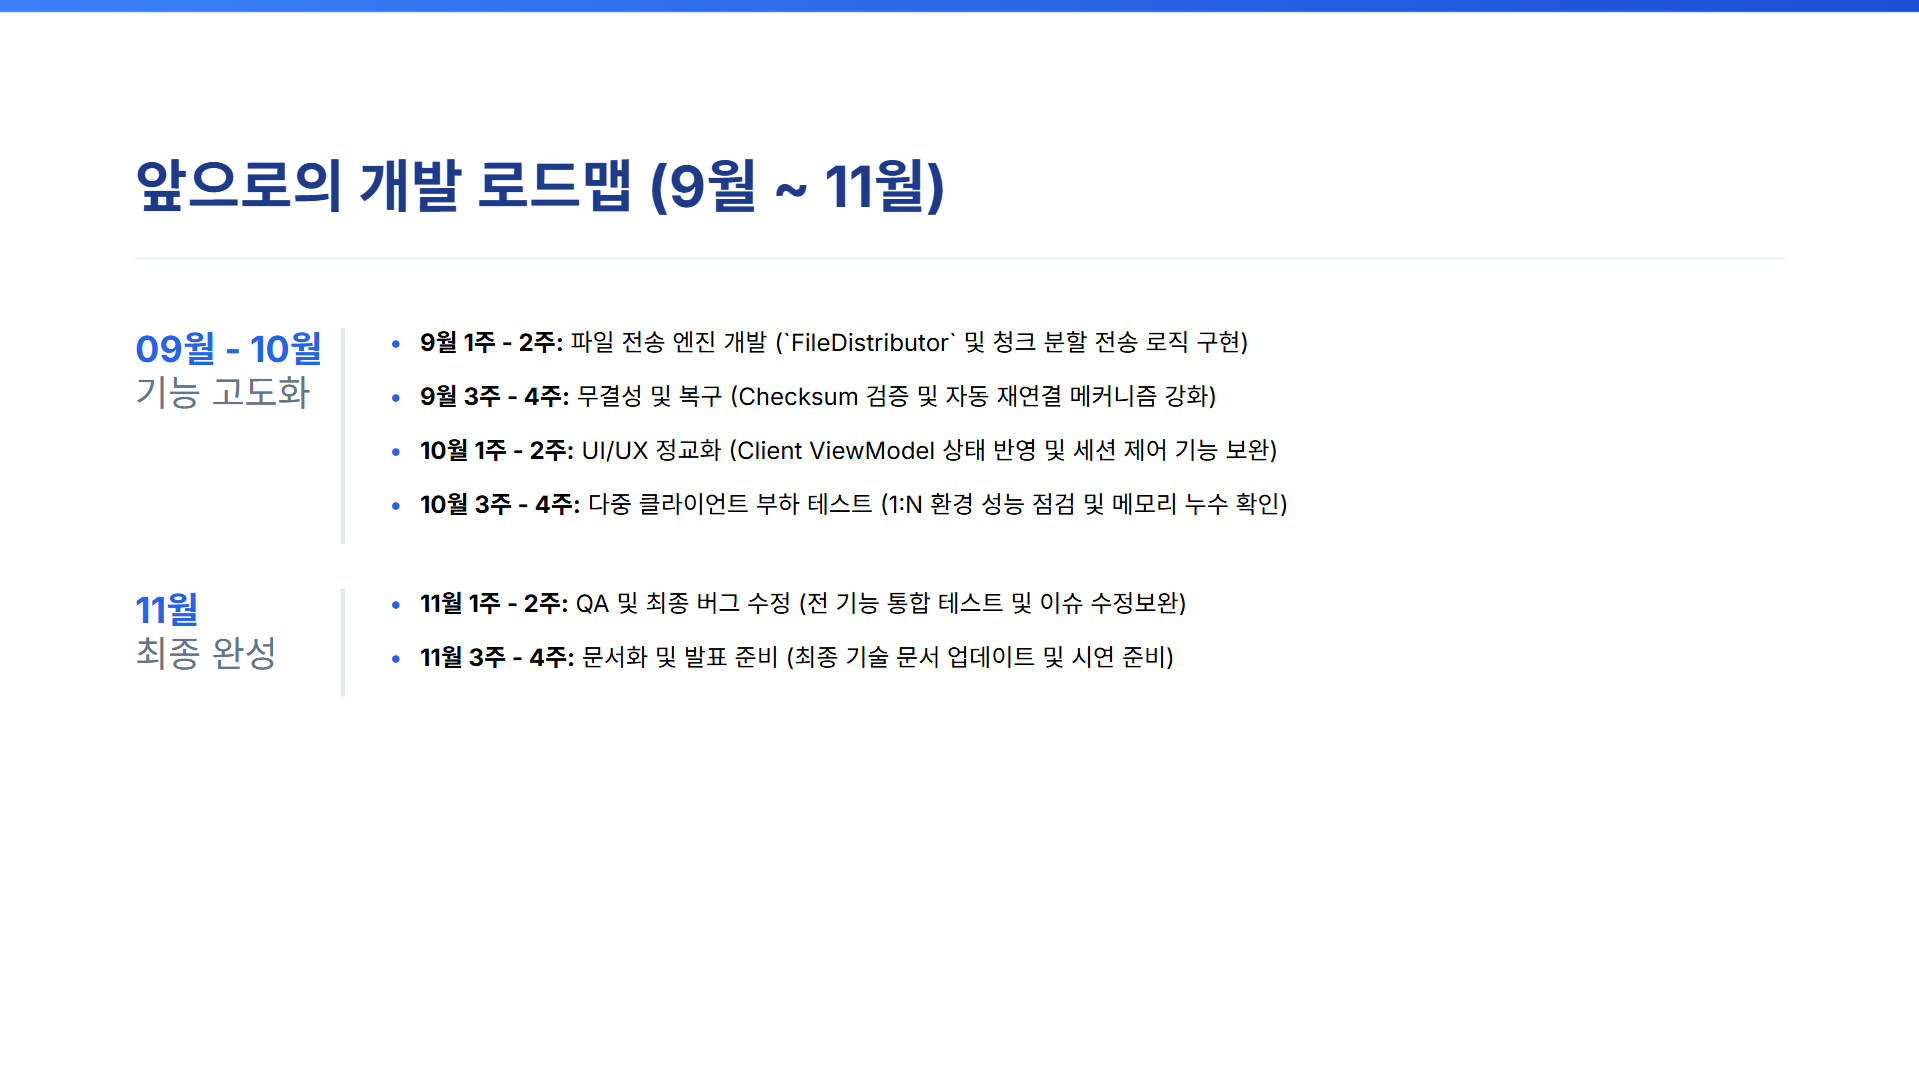 앞으로의 개발 로드맵 (9월 ~ 11월)
09월 - 10월
기능 고도화
• 9월 1주 - 2주: 파일 전송 엔진 개발 (`FileDistributor` 및 청크 분할 전송 로직 구현)
• 9월 3주 - 4주: 무결성 및 복구 (Checksum 검증 및 자동 재연결 메커니즘 강화)
• 10월 1주 - 2주: UI/UX 정교화 (Client ViewModel 상태 반영 및 세션 제어 기능 보완)
• 10월 3주 - 4주: 다중 클라이언트 부하 테스트 (1:N 환경 성능 점검 및 메모리 누수 확인)
11월
최종 완성
• 11월 1주 - 2주: QA 및 최종 버그 수정 (전 기능 통합 테스트 및 이슈 수정보완)
• 11월 3주 - 4주: 문서화 및 발표 준비 (최종 기술 문서 업데이트 및 시연 준비)